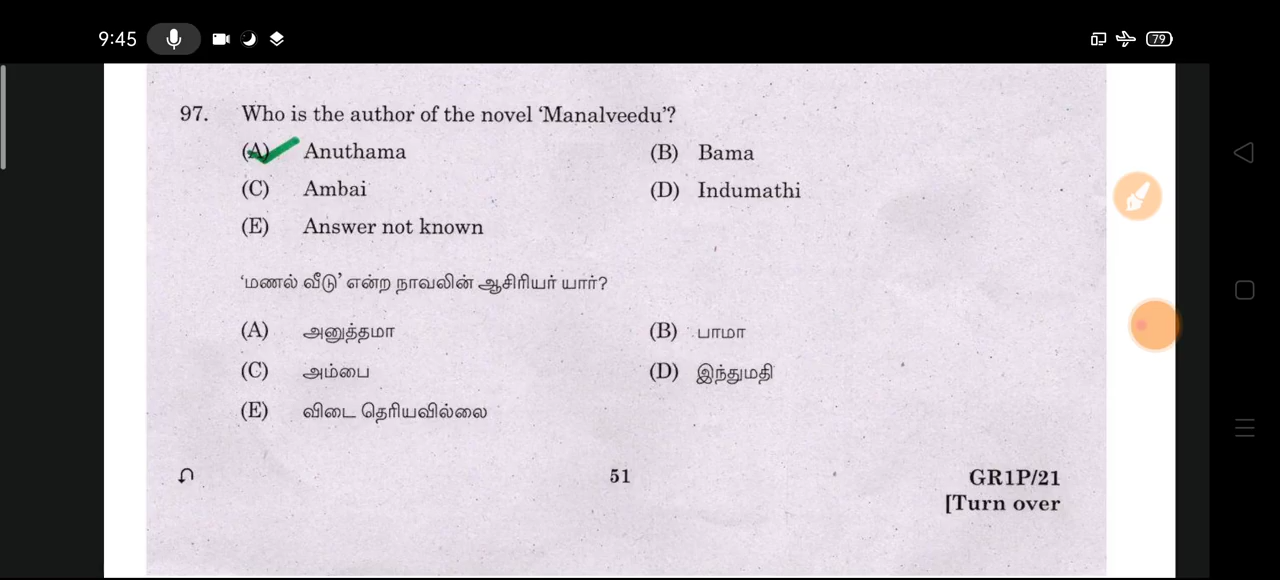 9:45
79
97. Who is the author of the novel ‘Manalveedu’?
(A) Anuthama (B) Bama
(C) Ambai (D) Indumathi
(E) Answer not known
‘மணல் வீடு’ என்ற நாவலின் ஆசிரியர் யார்?
(A) அனுத்தமா (B) பாமா
(C) அம்பை (D) இந்துமதி
(E) விடை தெரியவில்லை
51 GR1P/21
[Turn over